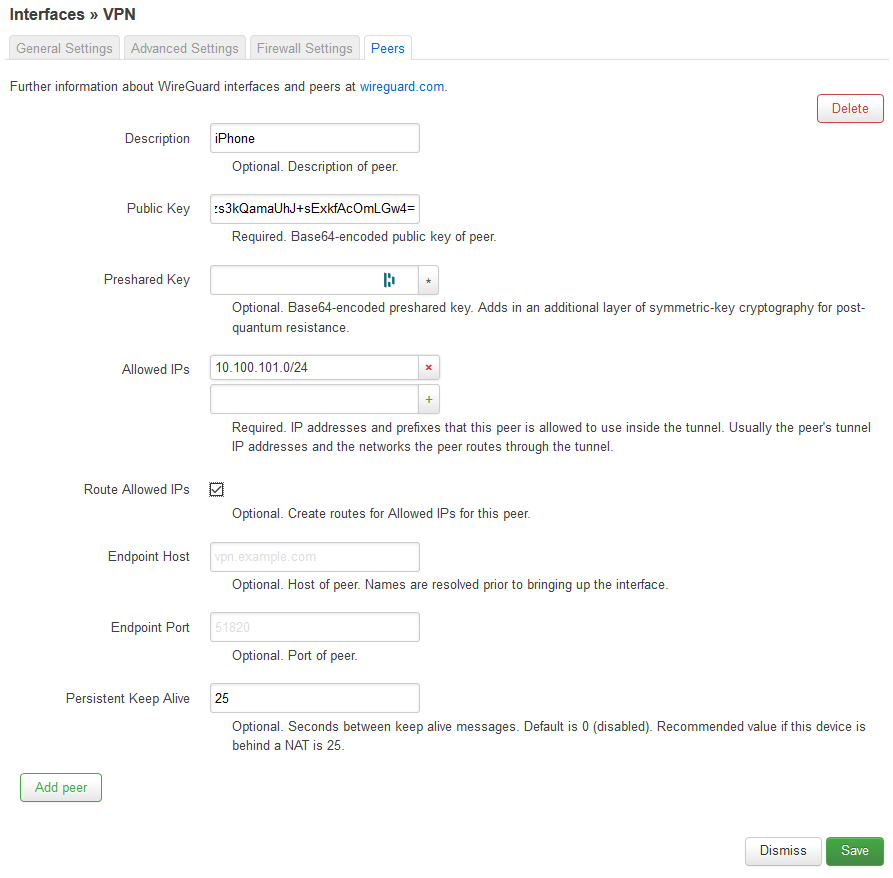 Interfaces » VPN
General Settings Advanced Settings Firewall Settings Peers
Further information about WireGuard interfaces and peers at wireguard.com.
Delete
Description iPhone
Optional. Description of peer.
Public Key zs3kQamaUhJ+sExkfAcOmLGw4=
Required. Base64-encoded public key of peer.
Preshared Key *
Optional. Base64-encoded preshared key. Adds in an additional layer of symmetric-key cryptography for post-
quantum resistance.
Allowed IPs 10.100.101.0/24 ×
+
Required. IP addresses and prefixes that this peer is allowed to use inside the tunnel. Usually the peer's tunnel
IP addresses and the networks the peer routes through the tunnel.
Route Allowed IPs
Optional. Create routes for Allowed IPs for this peer.
Endpoint Host vpn.example.com
Optional. Host of peer. Names are resolved prior to bringing up the interface.
Endpoint Port 51820
Optional. Port of peer.
Persistent Keep Alive 25
Optional. Seconds between keep alive messages. Default is 0 (disabled). Recommended value if this device is
behind a NAT is 25.
Add peer
Dismiss Save